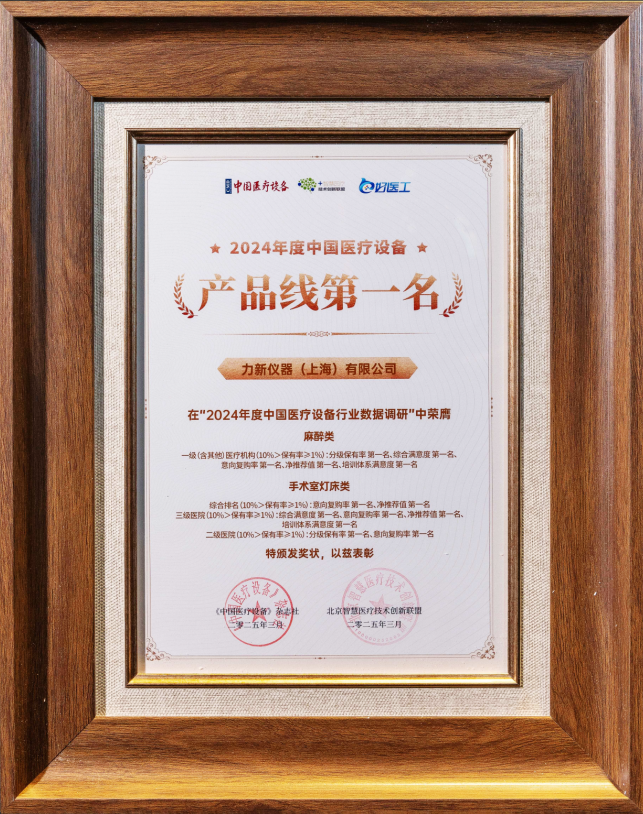 中国医疗设备
技术创新联盟
好医工
★ 2024年度中国医疗设备 ★
产品线第一名
力新仪器（上海）有限公司
在"2024年度中国医疗设备行业数据调研"中荣膺
麻醉类
一级(含其他)医疗机构(10%＞保有率≥1%)：分级保有率 第一名、综合满意度 第一名、
意向复购率 第一名、净推荐值 第一名、培训体系满意度 第一名
手术室灯床类
综合排名(10%＞保有率≥1%)：意向复购率 第一名、净推荐值 第一名
三级医院(10%＞保有率≥1%)：综合满意度 第一名、意向复购率 第一名、净推荐值 第一名、
培训体系满意度 第一名
二级医院(10%＞保有率≥1%)：分级保有率 第一名、意向复购率 第一名
特颁发奖状，以兹表彰
《中国医疗设备》杂志社
二零二五年三月
北京智慧医疗技术创新联盟
二零二五年三月